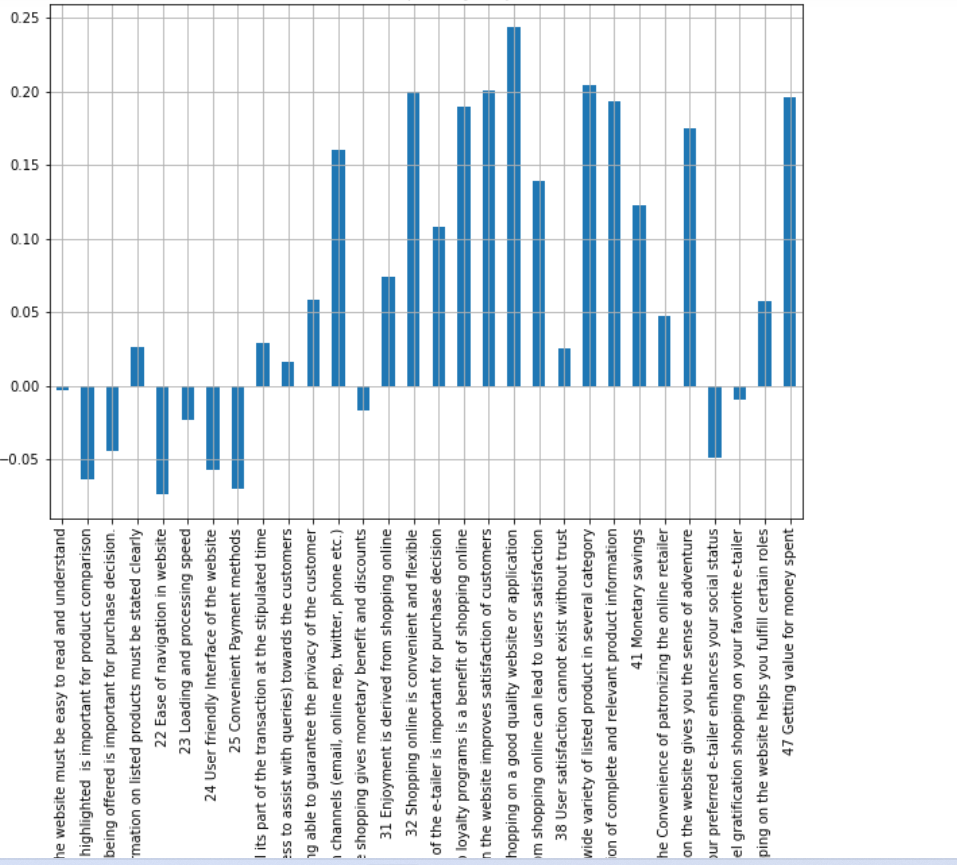 0.25
0.20
0.15
0.10
0.05
0.00
−0.05
he website must be easy to read and understand
highlighted is important for product comparison
being offered is important for purchase decision.
rmation on listed products must be stated clearly
22 Ease of navigation in website
23 Loading and processing speed
24 User friendly Interface of the website
25 Convenient Payment methods
l its part of the transaction at the stipulated time
ess to assist with queries) towards the customers
ng able to guarantee the privacy of the customer
channels (email, online rep, twitter, phone etc.)
e shopping gives monetary benefit and discounts
31 Enjoyment is derived from shopping online
32 Shopping online is convenient and flexible
of the e-tailer is important for purchase decision
loyalty programs is a benefit of shopping online
n the website improves satisfaction of customers
hopping on a good quality website or application
om shopping online can lead to users satisfaction
38 User satisfaction cannot exist without trust
wide variety of listed product in several category
ion of complete and relevant product information
41 Monetary savings
he Convenience of patronizing the online retailer
on the website gives you the sense of adventure
our preferred e-tailer enhances your social status
el gratification shopping on your favorite e-tailer
ping on the website helps you fulfill certain roles
47 Getting value for money spent